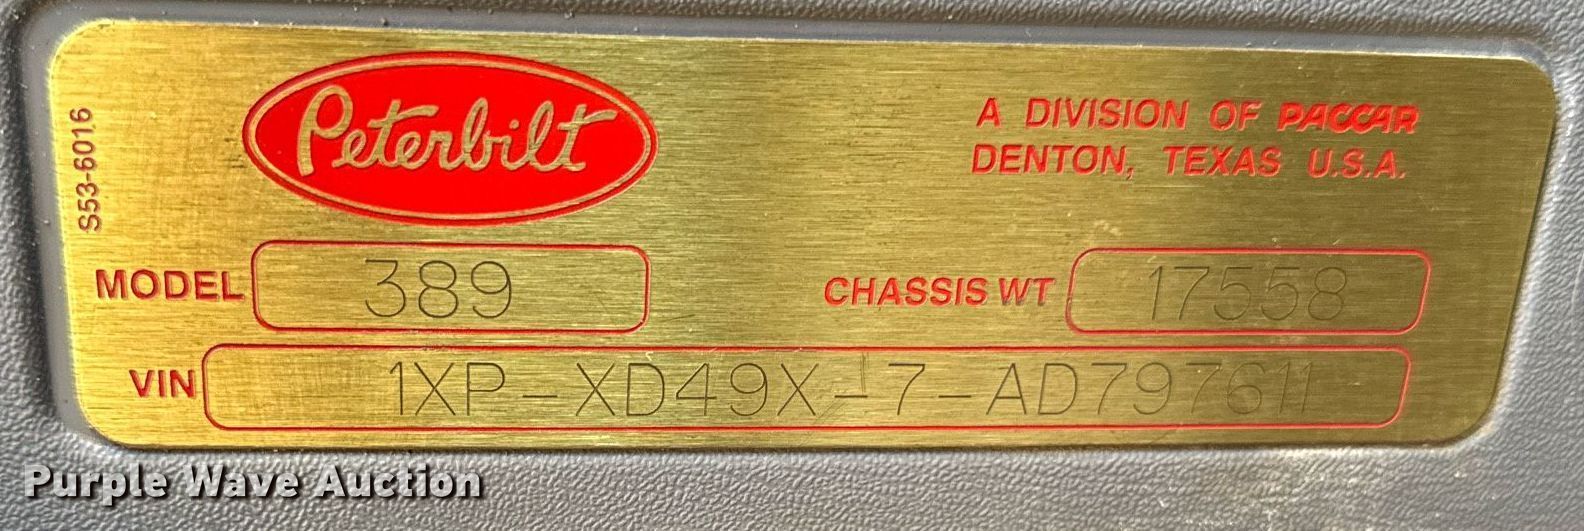 Peterbilt
A DIVISION OF PACCAR
DENTON, TEXAS U.S.A.
S53-6016
MODEL 389
CHASSIS WT 17558
VIN 1XP-XD49X-7-AD797611
Purple Wave Auction